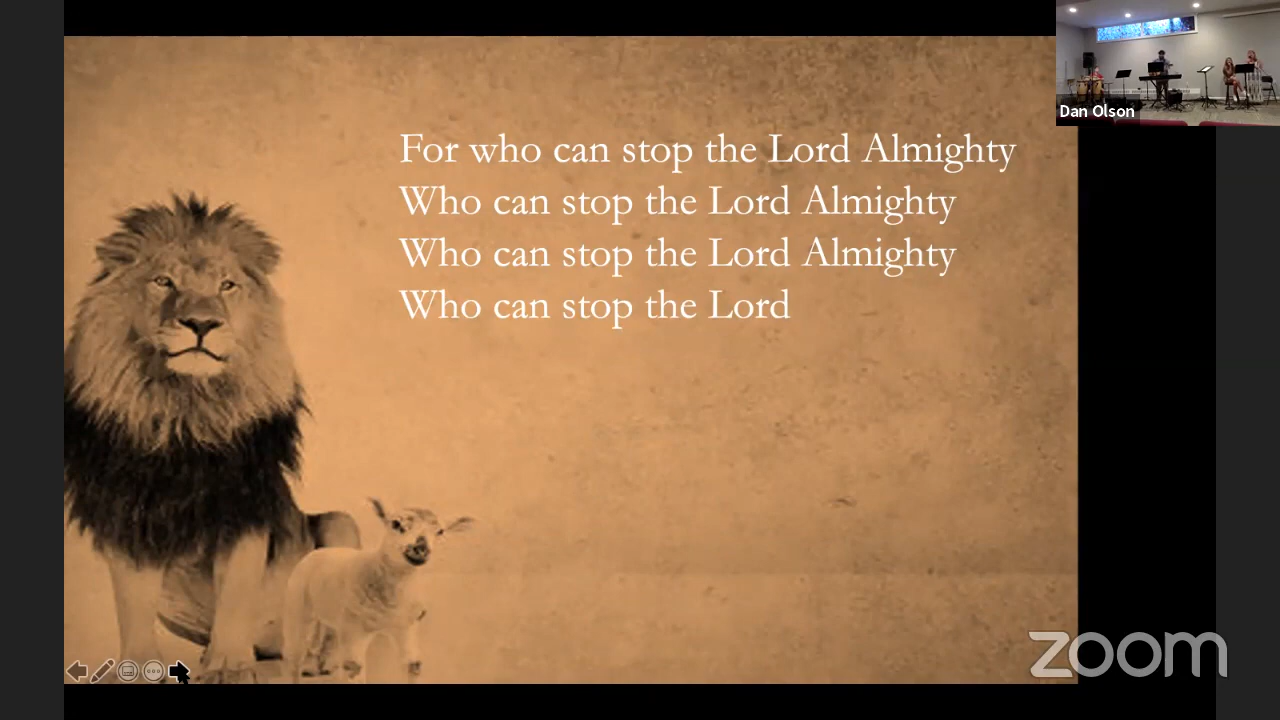 Dan Olson
For who can stop the Lord Almighty
Who can stop the Lord Almighty
Who can stop the Lord Almighty
Who can stop the Lord
zoom